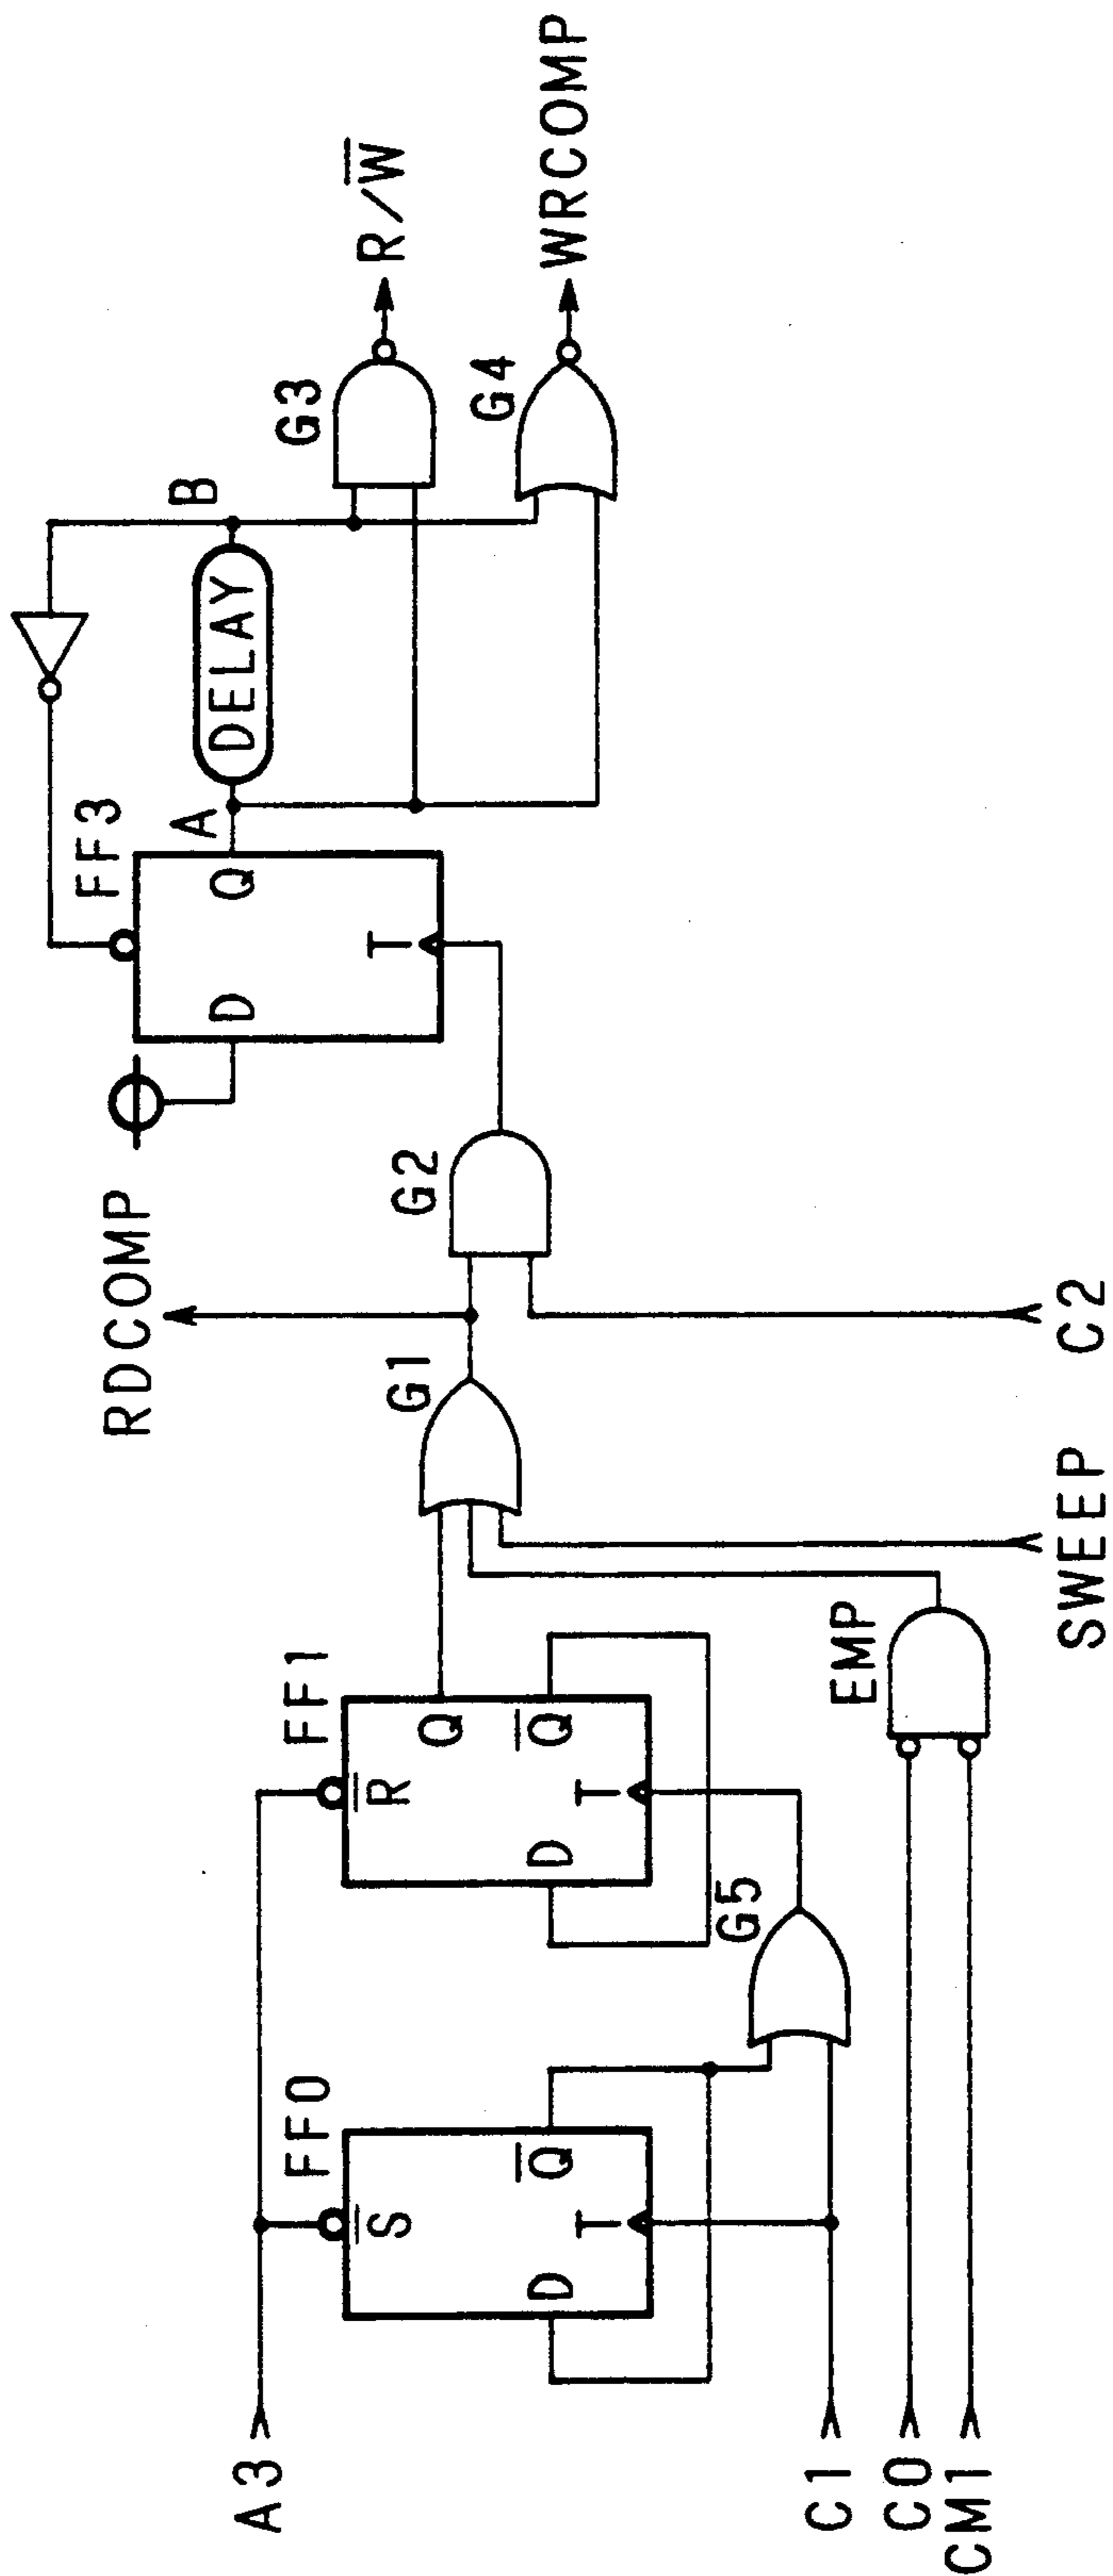 A3
C1
C0
CM1
FF0
S̅
D
Q̅
T
G5
FF1
R̅
D
Q
Q̅
T
EMP
SWEEP
C2
G1
RDCOMP
G2
FF3
D
Q
T
A
DELAY
B
G3
G4
R/W̅
WRCOMP